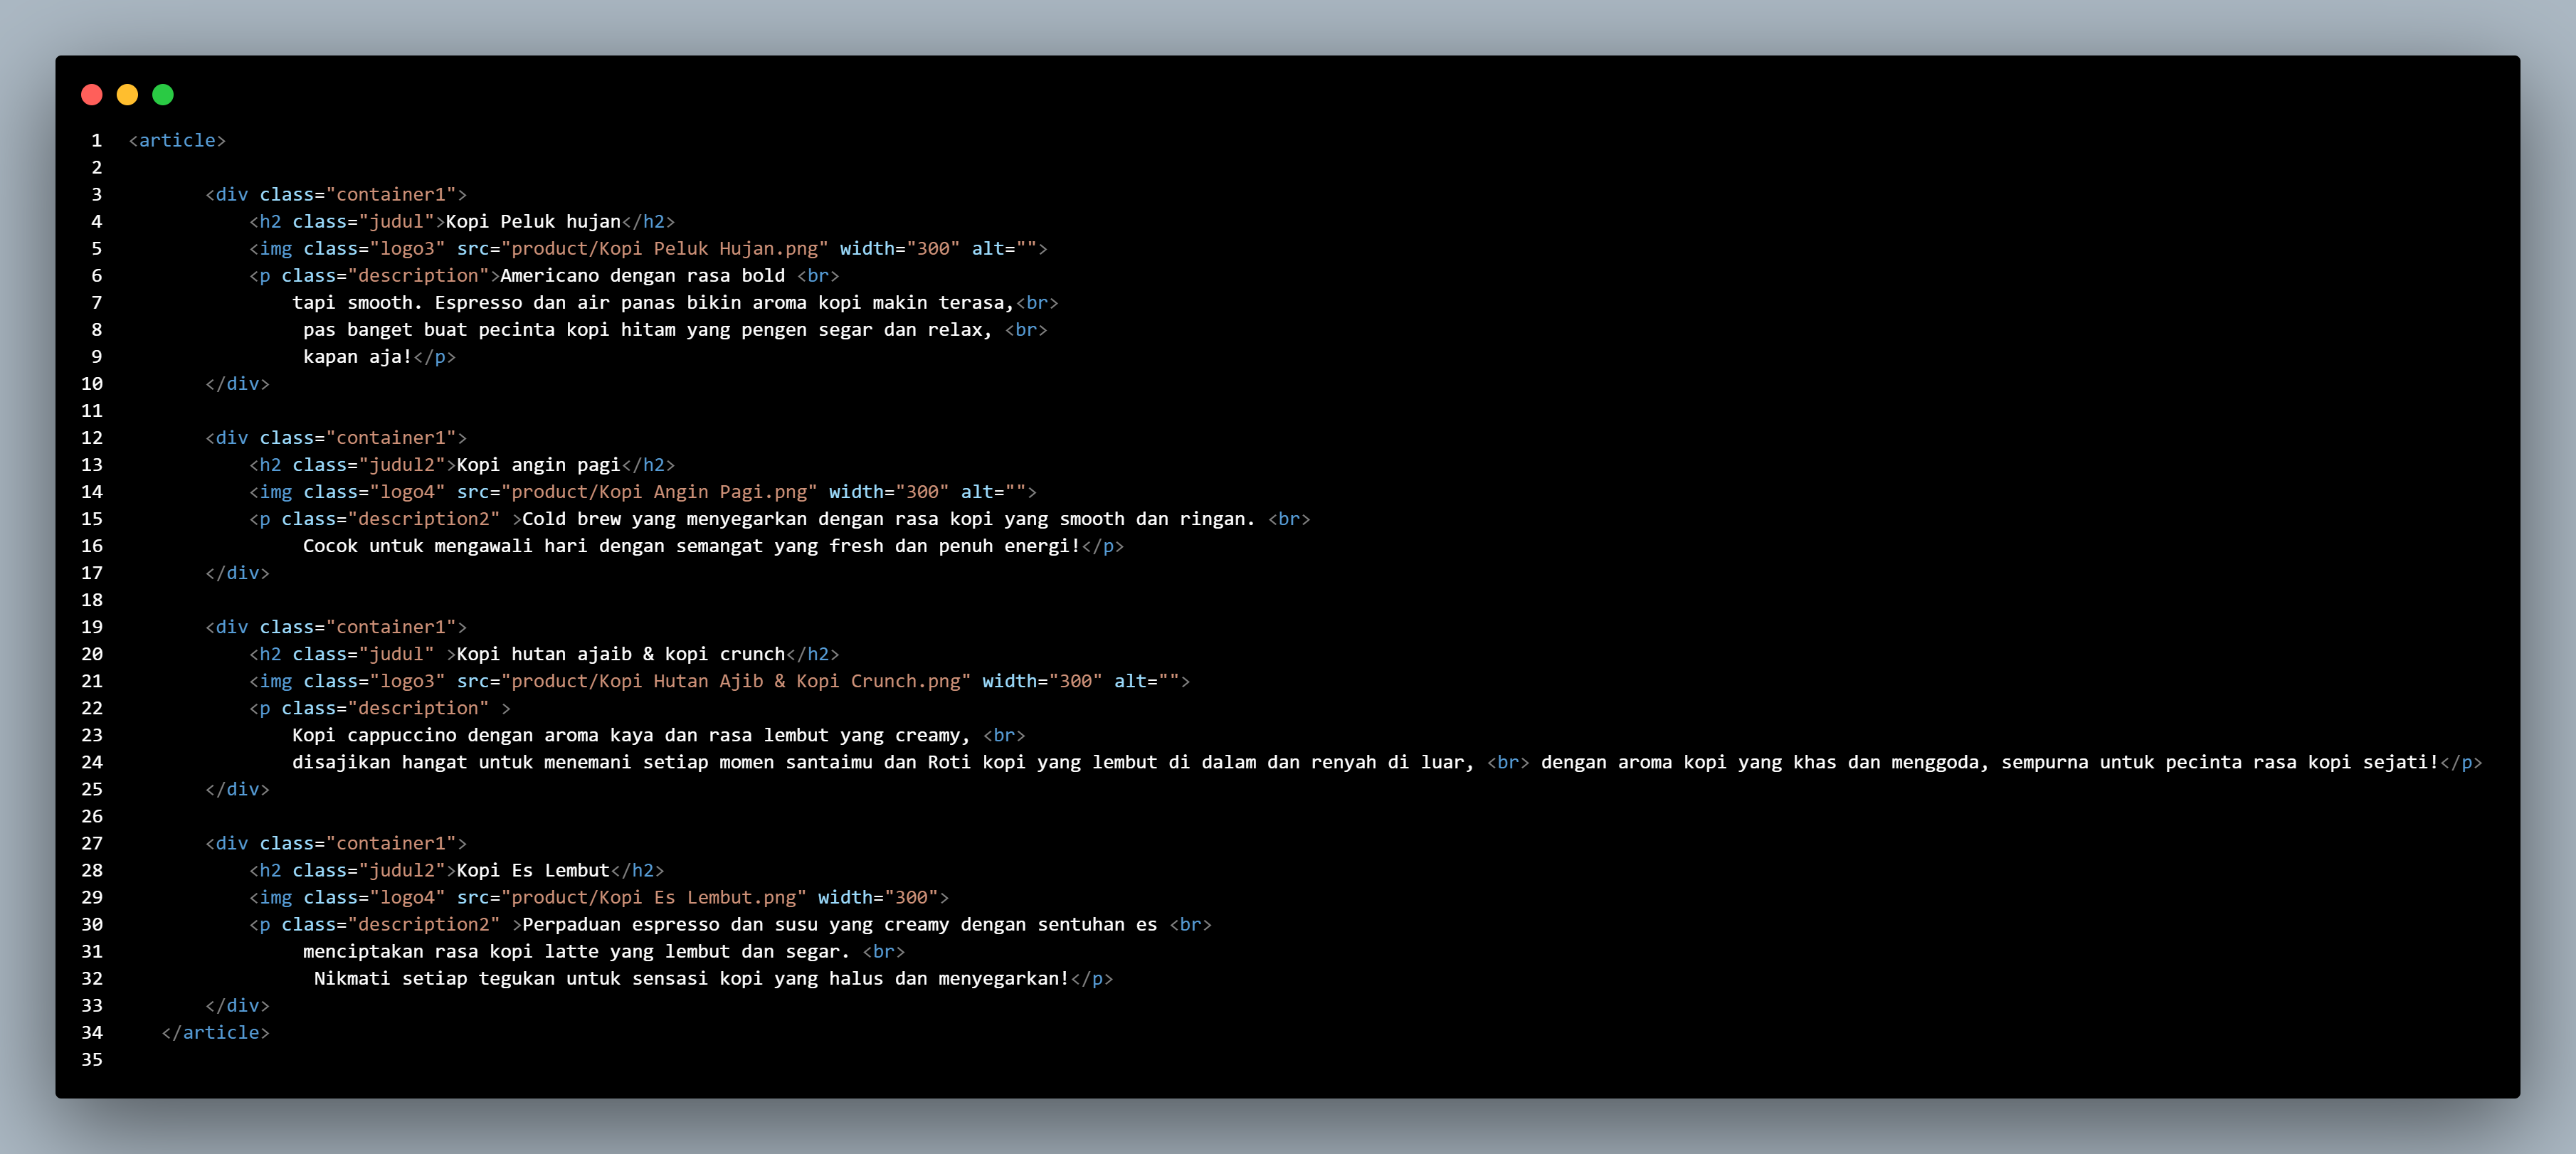 1 <article>
2
3 <div class="container1">
4 <h2 class="judul">Kopi Peluk hujan</h2>
5 <img class="logo3" src="product/Kopi Peluk Hujan.png" width="300" alt="">
6 <p class="description">Americano dengan rasa bold <br>
7 tapi smooth. Espresso dan air panas bikin aroma kopi makin terasa,<br>
8 pas banget buat pecinta kopi hitam yang pengen segar dan relax, <br>
9 kapan aja!</p>
10 </div>
11
12 <div class="container1">
13 <h2 class="judul2">Kopi angin pagi</h2>
14 <img class="logo4" src="product/Kopi Angin Pagi.png" width="300" alt="">
15 <p class="description2" >Cold brew yang menyegarkan dengan rasa kopi yang smooth dan ringan. <br>
16 Cocok untuk mengawali hari dengan semangat yang fresh dan penuh energi!</p>
17 </div>
18
19 <div class="container1">
20 <h2 class="judul" >Kopi hutan ajaib & kopi crunch</h2>
21 <img class="logo3" src="product/Kopi Hutan Ajib & Kopi Crunch.png" width="300" alt="">
22 <p class="description" >
23 Kopi cappuccino dengan aroma kaya dan rasa lembut yang creamy, <br>
24 disajikan hangat untuk menemani setiap momen santaimu dan Roti kopi yang lembut di dalam dan renyah di luar, <br> dengan aroma kopi yang khas dan menggoda, sempurna untuk pecinta rasa kopi sejati!</p>
25 </div>
26
27 <div class="container1">
28 <h2 class="judul2">Kopi Es Lembut</h2>
29 <img class="logo4" src="product/Kopi Es Lembut.png" width="300">
30 <p class="description2" >Perpaduan espresso dan susu yang creamy dengan sentuhan es <br>
31 menciptakan rasa kopi latte yang lembut dan segar. <br>
32 Nikmati setiap tegukan untuk sensasi kopi yang halus dan menyegarkan!</p>
33 </div>
34 </article>
35